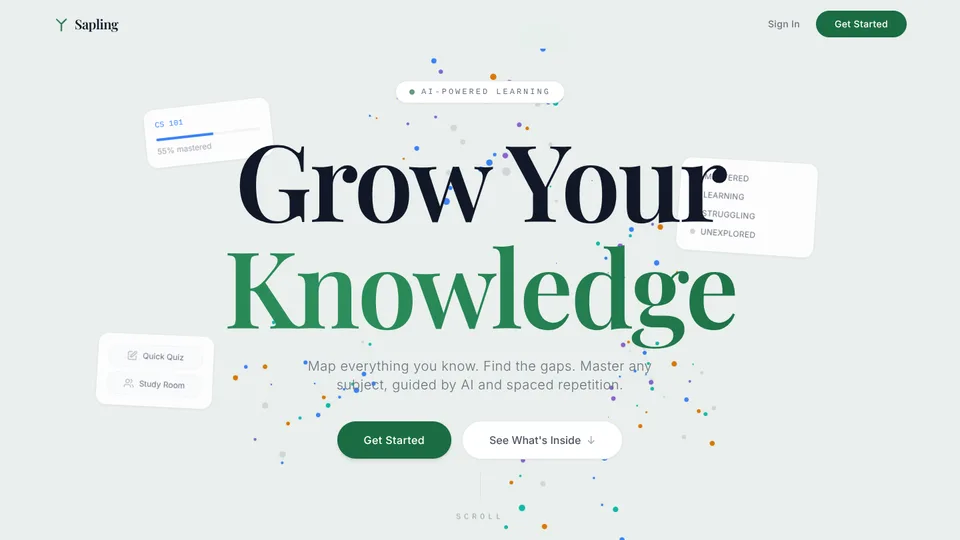 Sapling
Sign In
Get Started
AI-POWERED LEARNING
CS 101
55% mastered
Grow Your
Knowledge
LEARNING
STRUGGLING
UNEXPLORED
Quick Quiz
Study Room
Map everything you know. Find the gaps. Master any
subject, guided by AI and spaced repetition.
Get Started
See What's Inside ↓
SCROLL